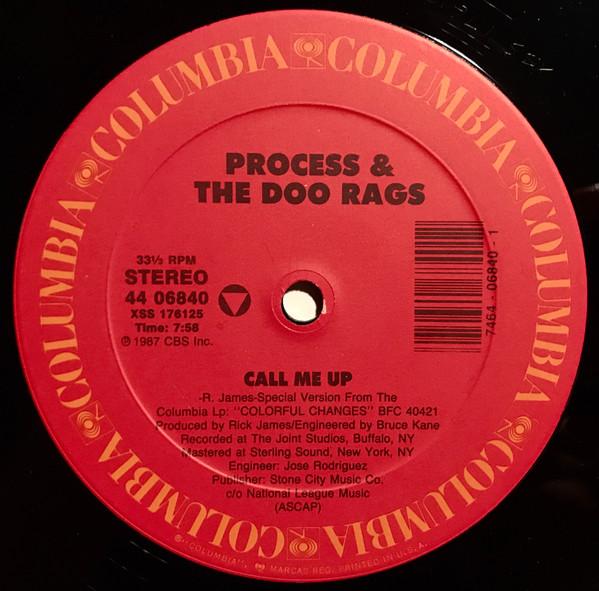 COLUMBIA COLUMBIA COLUMBIA COLUMBIA COLUMBIA COLUMBIA COLUMBIA COLUMBIA
PROCESS &
THE DOO RAGS
33⅓ RPM
STEREO
44 06840
XSS 176125
Time: 7:58
℗ 1987 CBS Inc.
7464 - 06840 - 1
CALL ME UP
-R. James-Special Version From The
Columbia Lp: "COLORFUL CHANGES" BFC 40421
Produced by Rick James/Engineered by Bruce Kane
Recorded at The Joint Studios, Buffalo, NY
Mastered at Sterling Sound, New York, NY
Engineer: Jose Rodriguez
Publisher: Stone City Music Co.
c/o National League Music
(ASCAP)
® "COLUMBIA", MARCAS REG. PRINTED IN U.S.A.